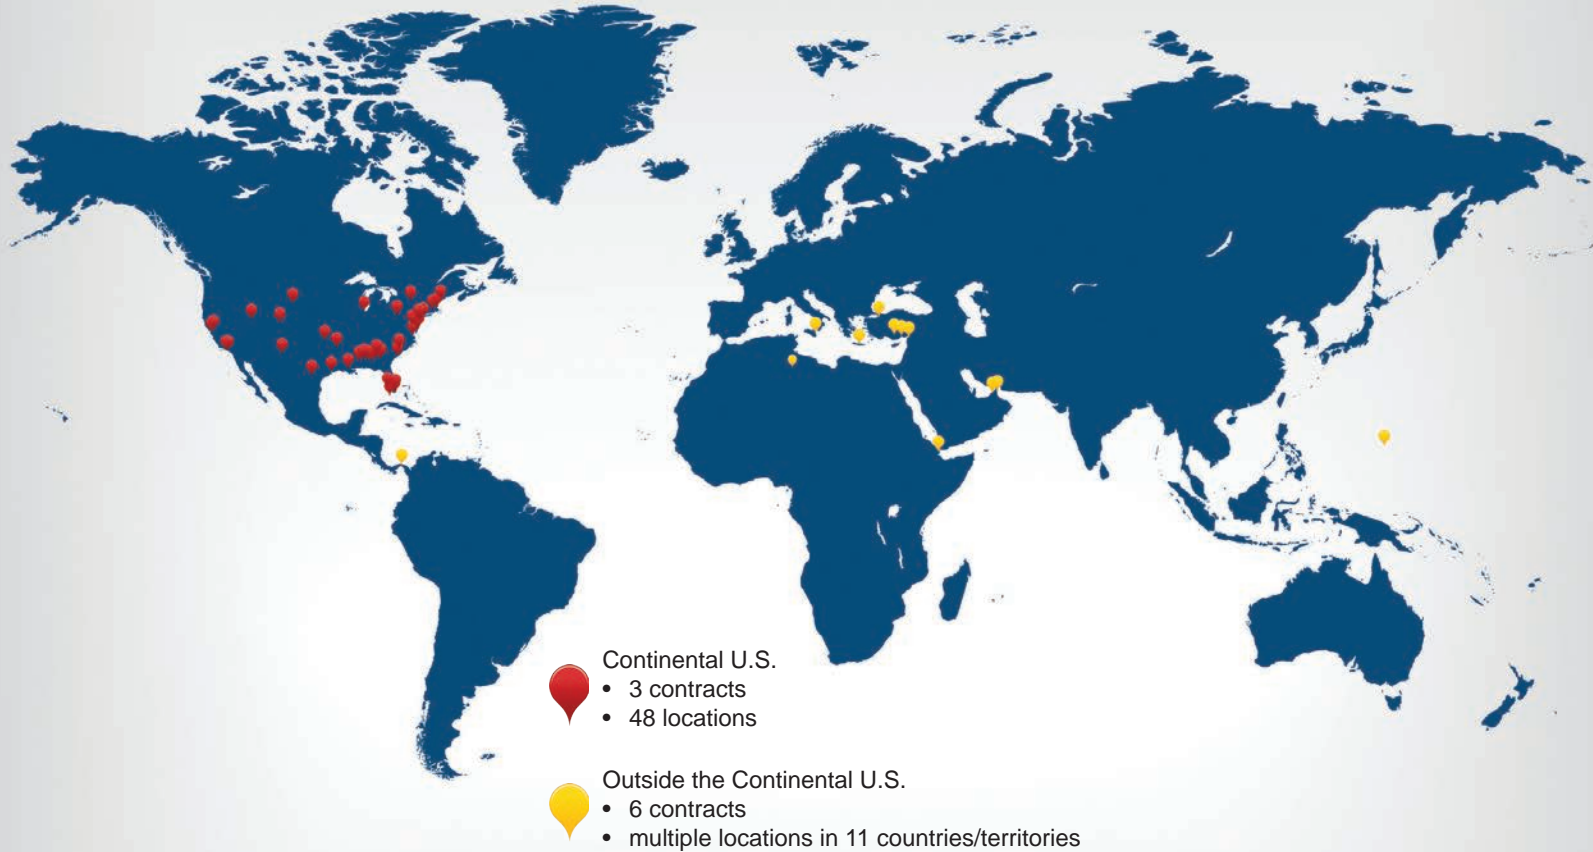 Continental U.S.
• 3 contracts
• 48 locations
Outside the Continental U.S.
• 6 contracts
• multiple locations in 11 countries/territories